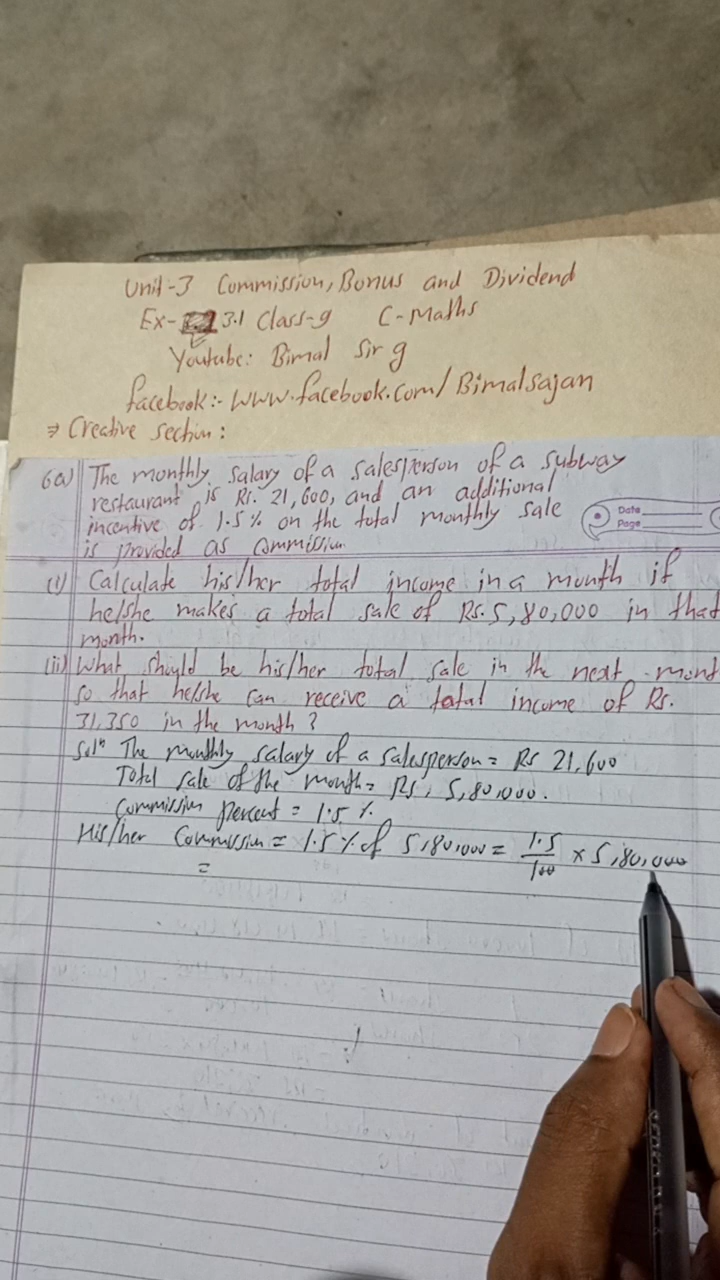 Unit-3 Commission, Bonus and Dividend
Ex- 3.1 Class-9 C-Maths
Youtube: Bimal Sir g
facebook:- www.facebook.com/Bimalsajan
⇒ Creative section:
6a) The monthly salary of a salesperson of a subway
restaurant is Rs. 21,600, and an additional
incentive of 1.5% on the total monthly sale
is provided as commission
Date
Page
(i) Calculate his/her total income in a month if
he/she makes a total sale of Rs. 5,80,000 in that
month.
(ii) What should be his/her total sale in the next mont
so that he/she can receive a total income of Rs.
31,350 in the month?
Solⁿ The monthly salary of a salesperson = Rs 21,600
Total sale of the month = Rs. 5,80,000.
Commission percent = 1.5 %
His/her Commission = 1.5 % of 5,80,000 = 1.5/100 × 5,80,000
=